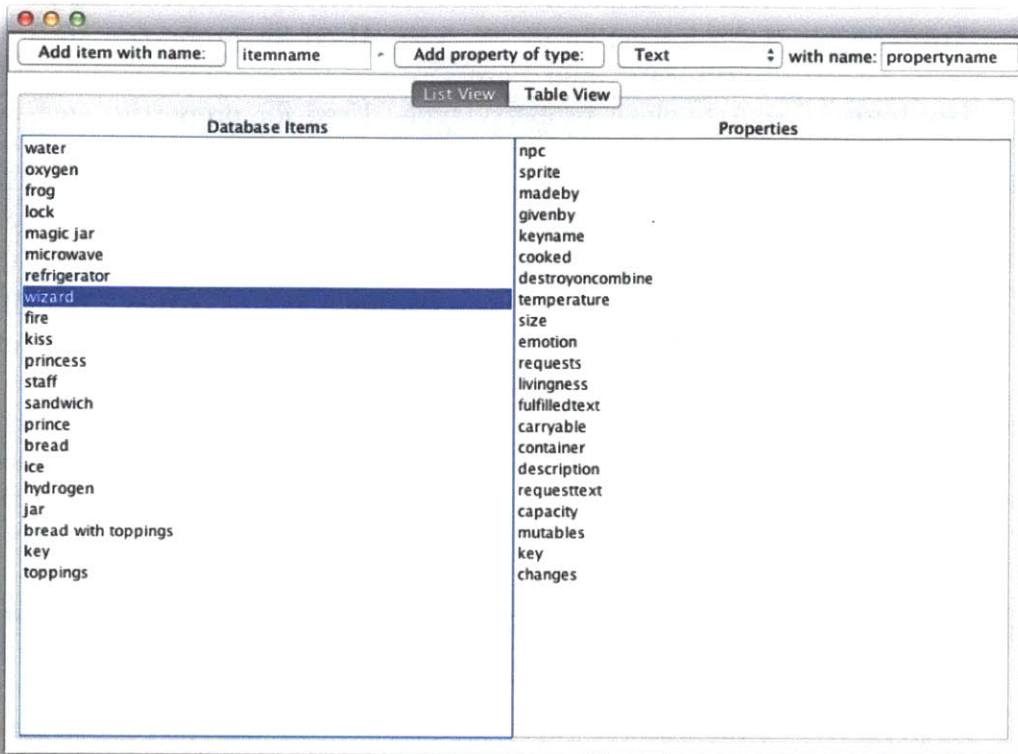 Add item with name: itemname - Add property of type: Text with name: propertyname
List View Table View
Database Items
water
oxygen
frog
lock
magic jar
microwave
refrigerator
wizard
fire
kiss
princess
staff
sandwich
prince
bread
ice
hydrogen
jar
bread with toppings
key
toppings
Properties
npc
sprite
madeby
givenby
keyname
cooked
destroyoncombine
temperature
size
emotion
requests
livingness
fulfilledtext
carryable
container
description
requesttext
capacity
mutables
key
changes